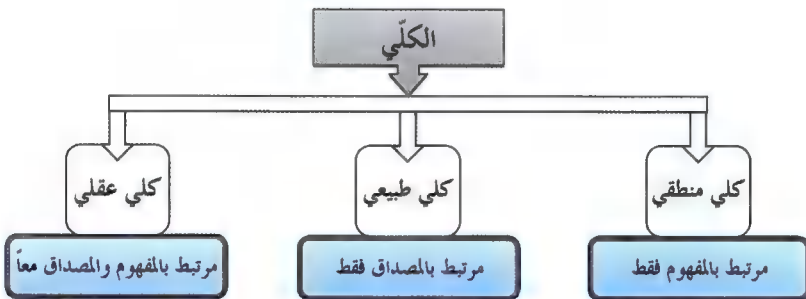 الكلّي
كلي منطقي
كلي طبيعي
كلي عقلي
مرتبط بالمفهوم فقط
مرتبط بالمصداق فقط
مرتبط بالمفهوم والمصداق معاً